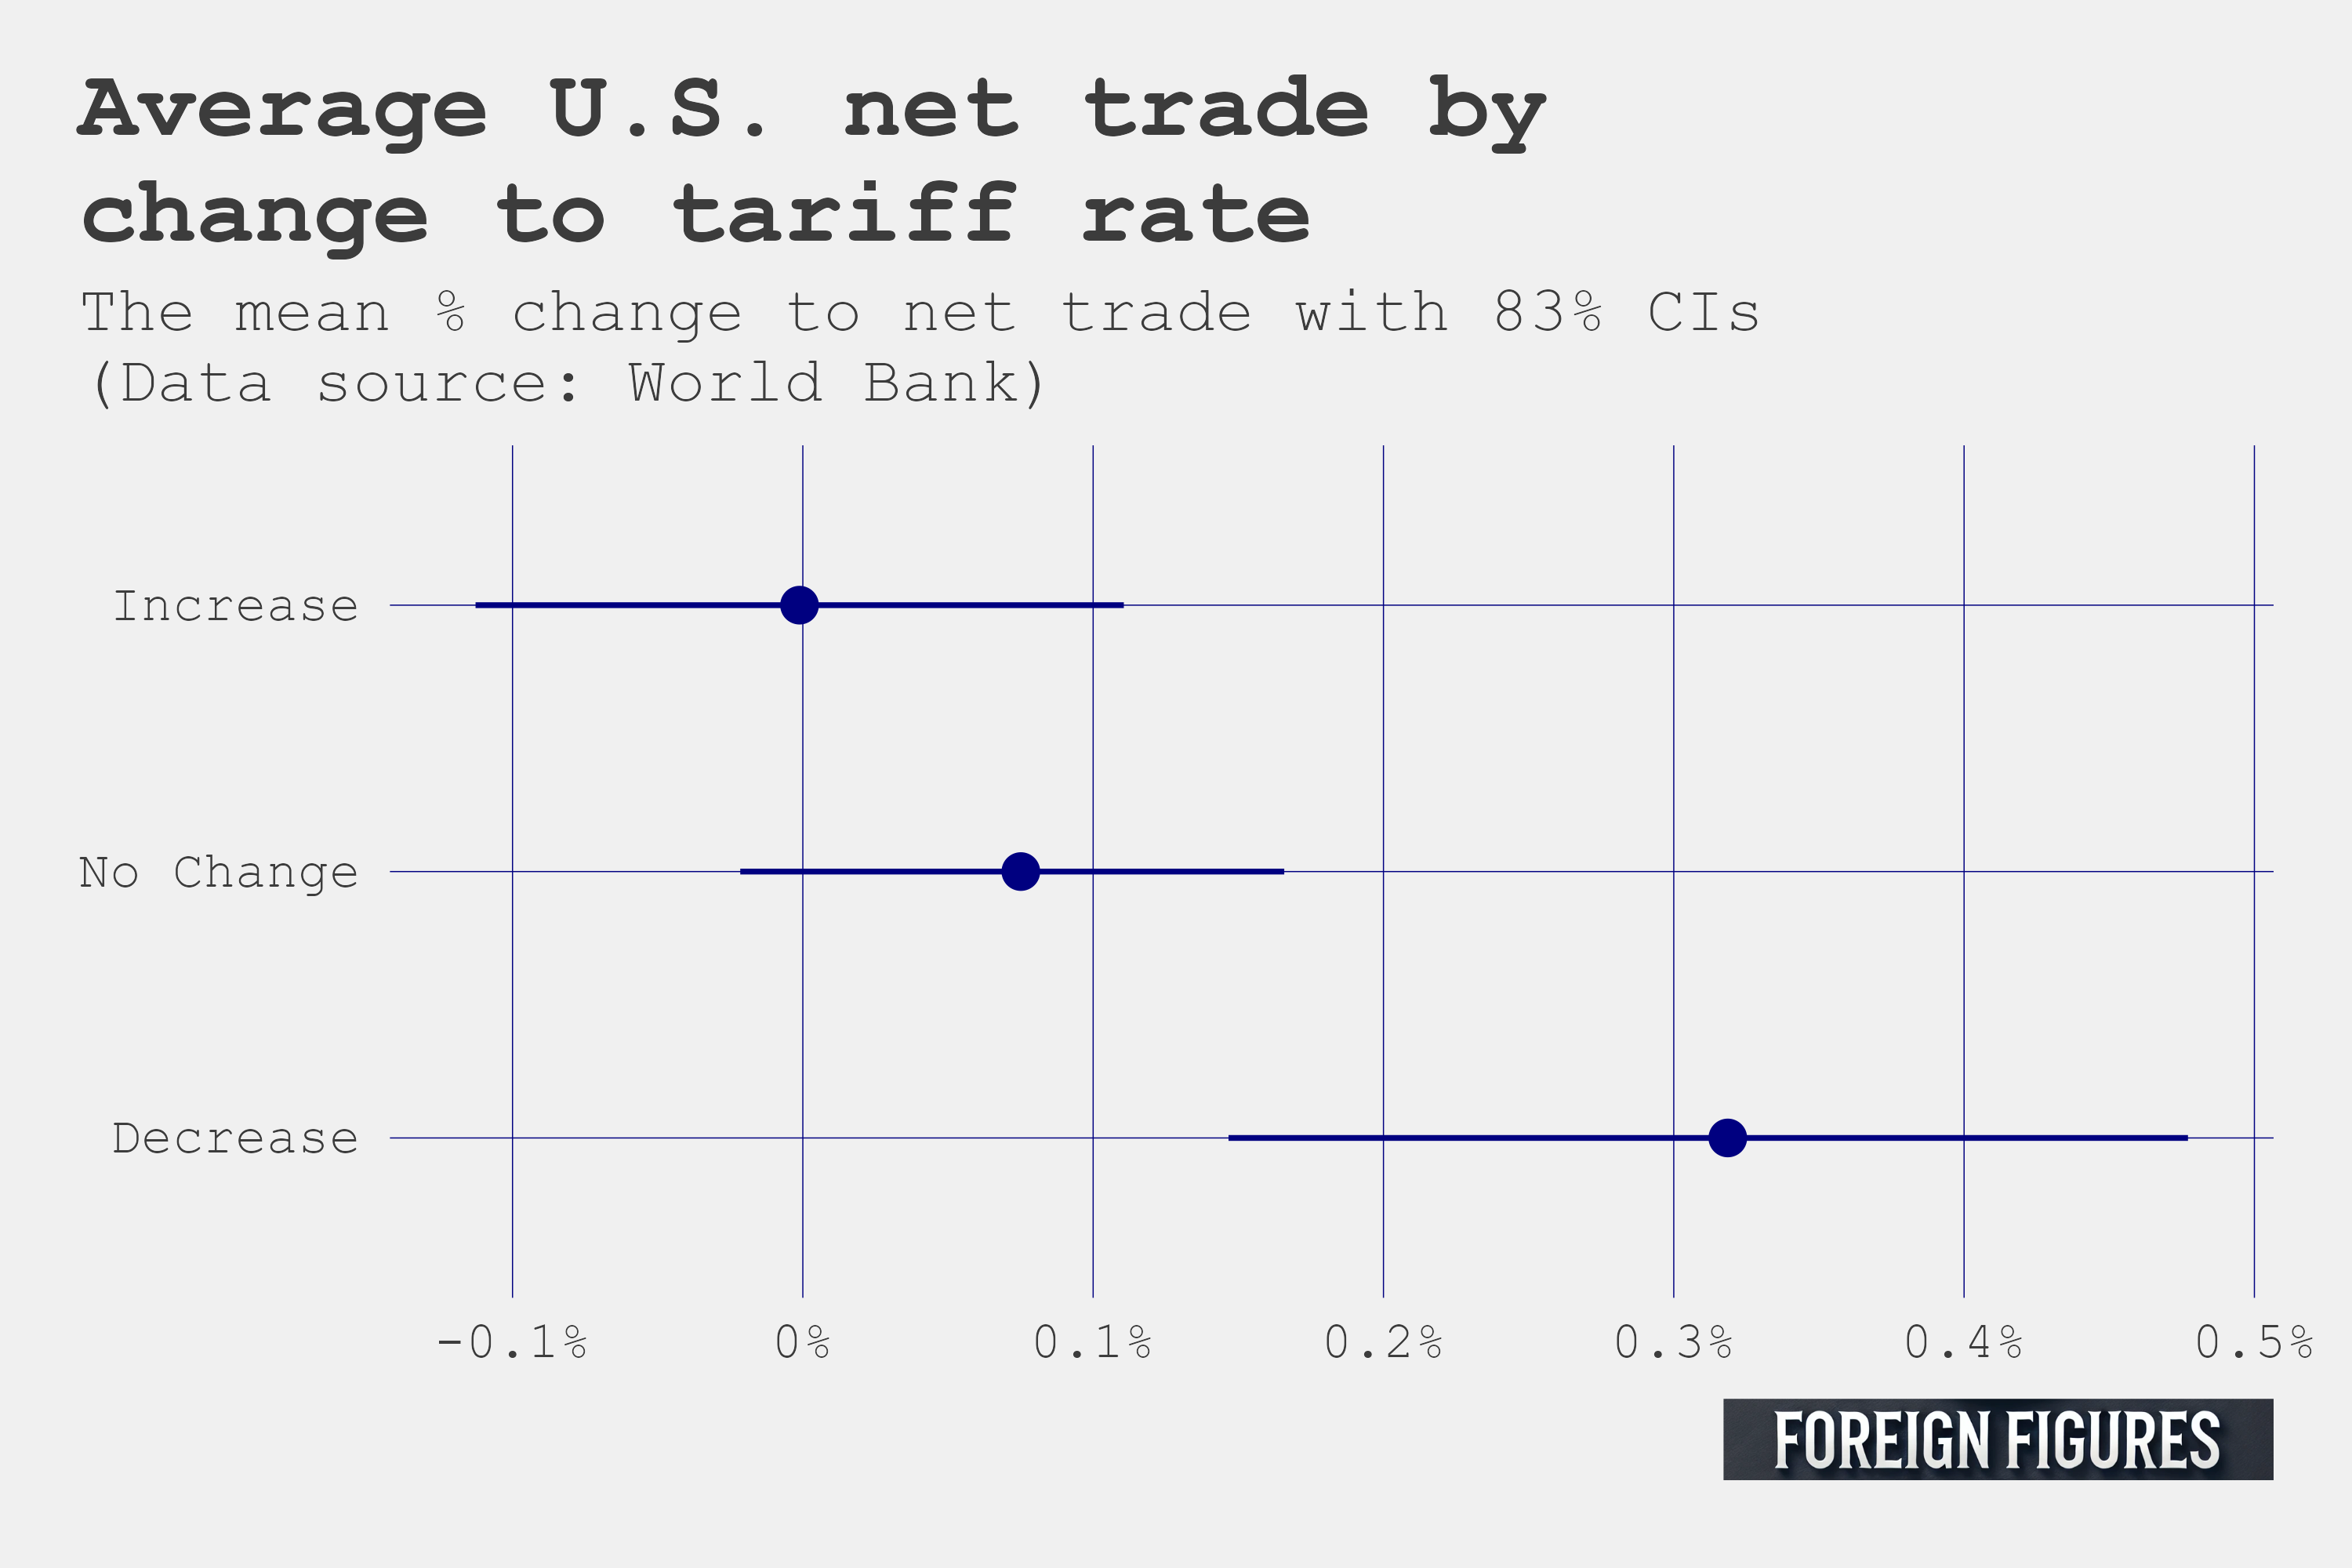 Average U.S. net trade by
change to tariff rate
The mean % change to net trade with 83% CIs
(Data source: World Bank)
Increase
No Change
Decrease
-0.1% 0% 0.1% 0.2% 0.3% 0.4% 0.5%
FOREIGN FIGURES